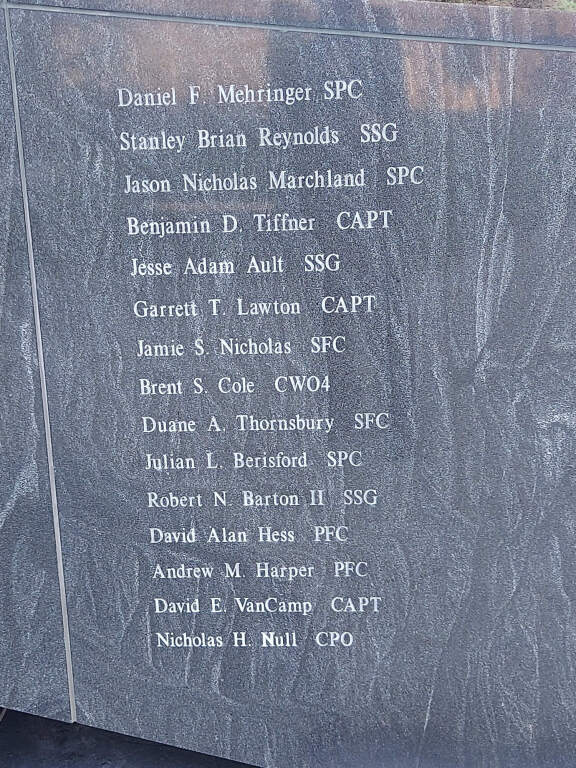 Daniel F. Mehringer SPC
Stanley Brian Reynolds SSG
Jason Nicholas Marchland SPC
Benjamin D. Tiffner CAPT
Jesse Adam Ault SSG
Garrett T. Lawton CAPT
Jamie S. Nicholas SFC
Brent S. Cole CWO4
Duane A. Thornsbury SFC
Julian L. Berisford SPC
Robert N. Barton II SSG
David Alan Hess PFC
Andrew M. Harper PFC
David E. VanCamp CAPT
Nicholas H. Null CPO